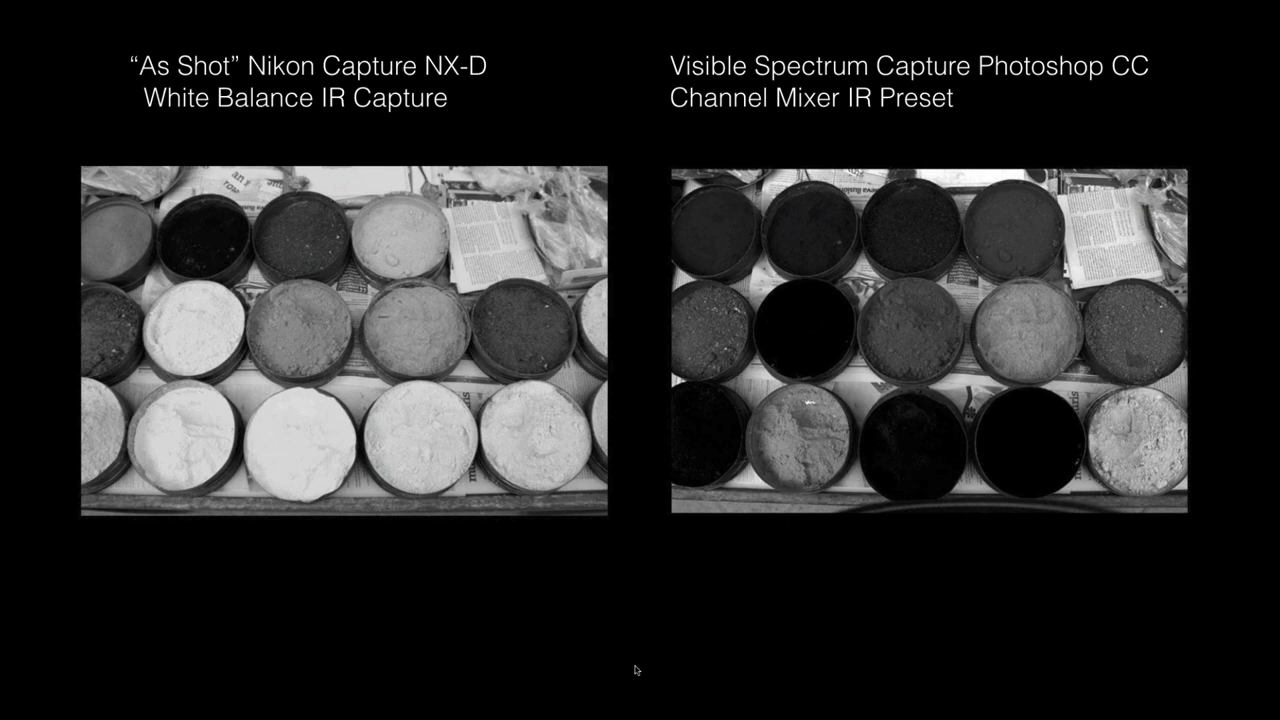 “As Shot” Nikon Capture NX-D
White Balance IR Capture
Visible Spectrum Capture Photoshop CC
Channel Mixer IR Preset